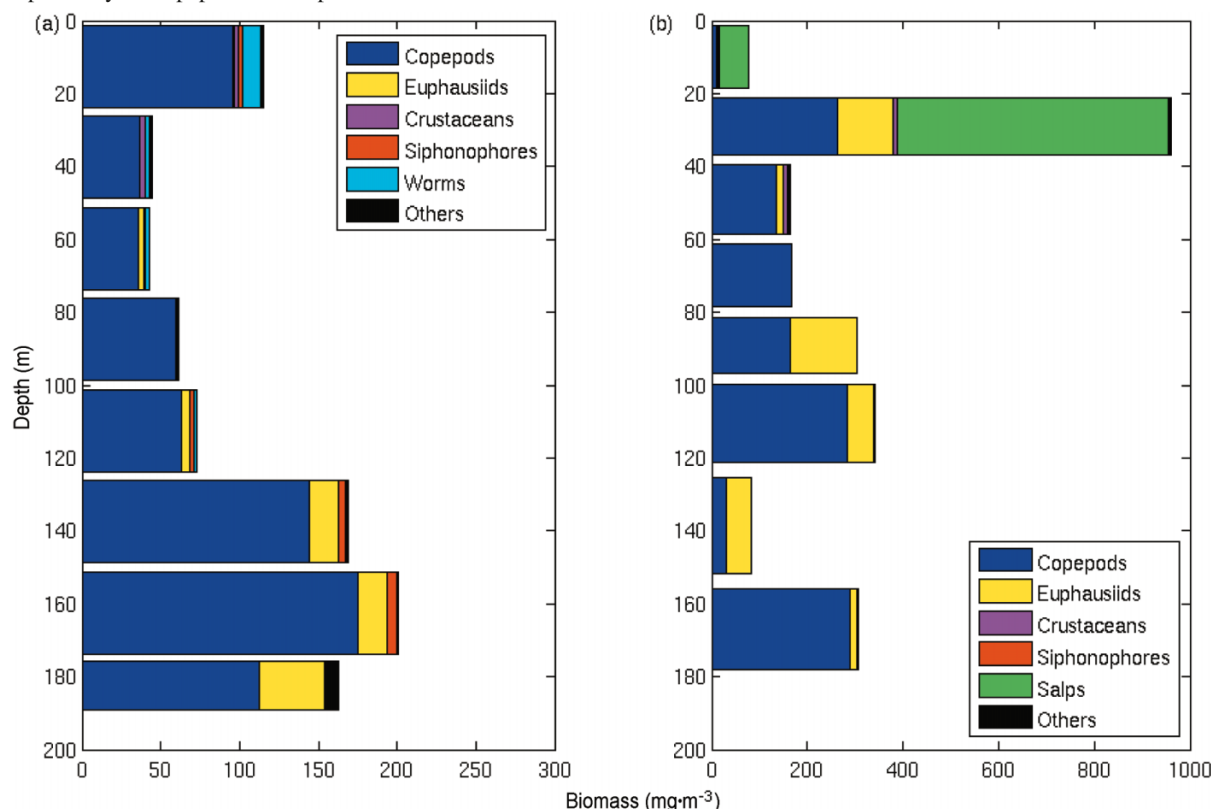 (a)
0
20
40
60
80
100
120
140
160
180
200
Depth (m)
0 50 100 150 200 250 300
Copepods
Euphausiids
Crustaceans
Siphonophores
Worms
Others
(b)
0
20
40
60
80
100
120
140
160
180
200
0 200 400 600 800 1000
Copepods
Euphausiids
Crustaceans
Siphonophores
Salps
Others
Biomass (mg·m⁻³)